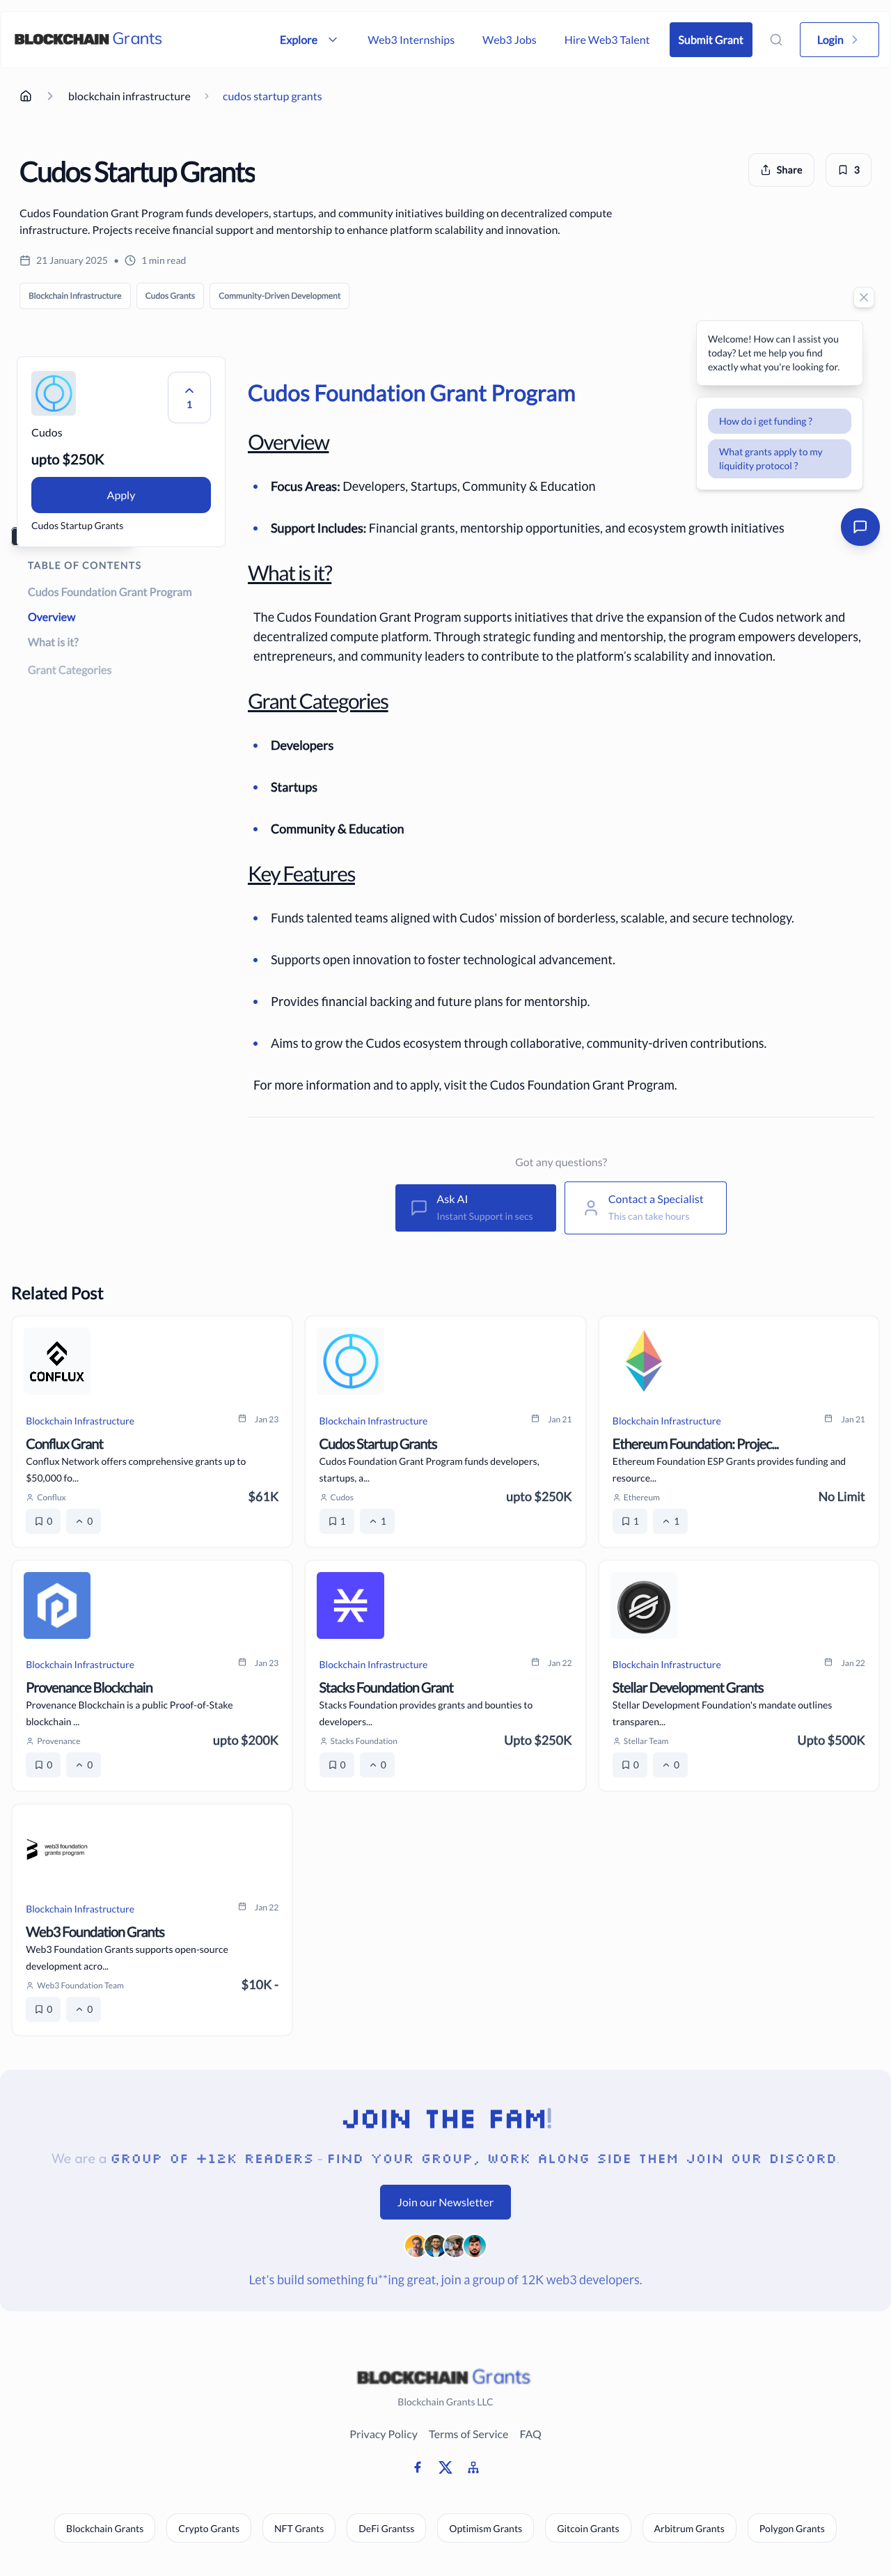 BLOCKCHAIN Grants
Explore
Web3 Internships
Web3 Jobs
Hire Web3 Talent
Submit Grant
Login
blockchain infrastructure
cudos startup grants
Cudos Startup Grants
Share
3
Cudos Foundation Grant Program funds developers, startups, and community initiatives building on decentralized compute
infrastructure. Projects receive financial support and mentorship to enhance platform scalability and innovation.
21 January 2025 • 1 min read
Blockchain Infrastructure
Cudos Grants
Community-Driven Development
Welcome! How can I assist you
today? Let me help you find
exactly what you're looking for.
How do i get funding ?
What grants apply to my
liquidity protocol ?
1
Cudos
upto $250K
Apply
Cudos Startup Grants
TABLE OF CONTENTS
Cudos Foundation Grant Program
Overview
What is it?
Grant Categories
Cudos Foundation Grant Program
Overview
Focus Areas: Developers, Startups, Community & Education
Support Includes: Financial grants, mentorship opportunities, and ecosystem growth initiatives
What is it?
The Cudos Foundation Grant Program supports initiatives that drive the expansion of the Cudos network and
decentralized compute platform. Through strategic funding and mentorship, the program empowers developers,
entrepreneurs, and community leaders to contribute to the platform's scalability and innovation.
Grant Categories
Developers
Startups
Community & Education
Key Features
Funds talented teams aligned with Cudos' mission of borderless, scalable, and secure technology.
Supports open innovation to foster technological advancement.
Provides financial backing and future plans for mentorship.
Aims to grow the Cudos ecosystem through collaborative, community-driven contributions.
For more information and to apply, visit the Cudos Foundation Grant Program.
Got any questions?
Ask AI
Instant Support in secs
Contact a Specialist
This can take hours
Related Post
CONFLUX
Blockchain Infrastructure
Jan 23
Conflux Grant
Conflux Network offers comprehensive grants up to
$50,000 fo...
Conflux
$61K
0
0
Blockchain Infrastructure
Jan 21
Cudos Startup Grants
Cudos Foundation Grant Program funds developers,
startups, a...
Cudos
upto $250K
1
1
Blockchain Infrastructure
Jan 21
Ethereum Foundation: Projec...
Ethereum Foundation ESP Grants provides funding and
resource...
Ethereum
No Limit
1
1
Blockchain Infrastructure
Jan 23
Provenance Blockchain
Provenance Blockchain is a public Proof-of-Stake
blockchain ...
Provenance
upto $200K
0
0
Blockchain Infrastructure
Jan 22
Stacks Foundation Grant
Stacks Foundation provides grants and bounties to
developers...
Stacks Foundation
Upto $250K
0
0
Blockchain Infrastructure
Jan 22
Stellar Development Grants
Stellar Development Foundation's mandate outlines
transparen...
Stellar Team
Upto $500K
0
0
web3 foundation
grants program
Blockchain Infrastructure
Jan 22
Web3 Foundation Grants
Web3 Foundation Grants supports open-source
development acro...
Web3 Foundation Team
$10K -
0
0
JOIN THE FAM!
We are a GROUP OF +12K READERS - FIND YOUR GROUP, WORK ALONG SIDE THEM JOIN OUR DISCORD.
Join our Newsletter
Let's build something fu**ing great, join a group of 12K web3 developers.
BLOCKCHAIN Grants
Blockchain Grants LLC
Privacy Policy
Terms of Service
FAQ
Blockchain Grants
Crypto Grants
NFT Grants
DeFi Grantss
Optimism Grants
Gitcoin Grants
Arbitrum Grants
Polygon Grants